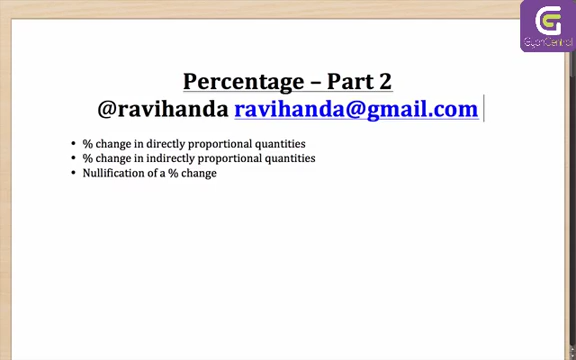 GyanCentral
Percentage – Part 2
@ravihanda ravihanda@gmail.com
• % change in directly proportional quantities
• % change in indirectly proportional quantities
• Nullification of a % change